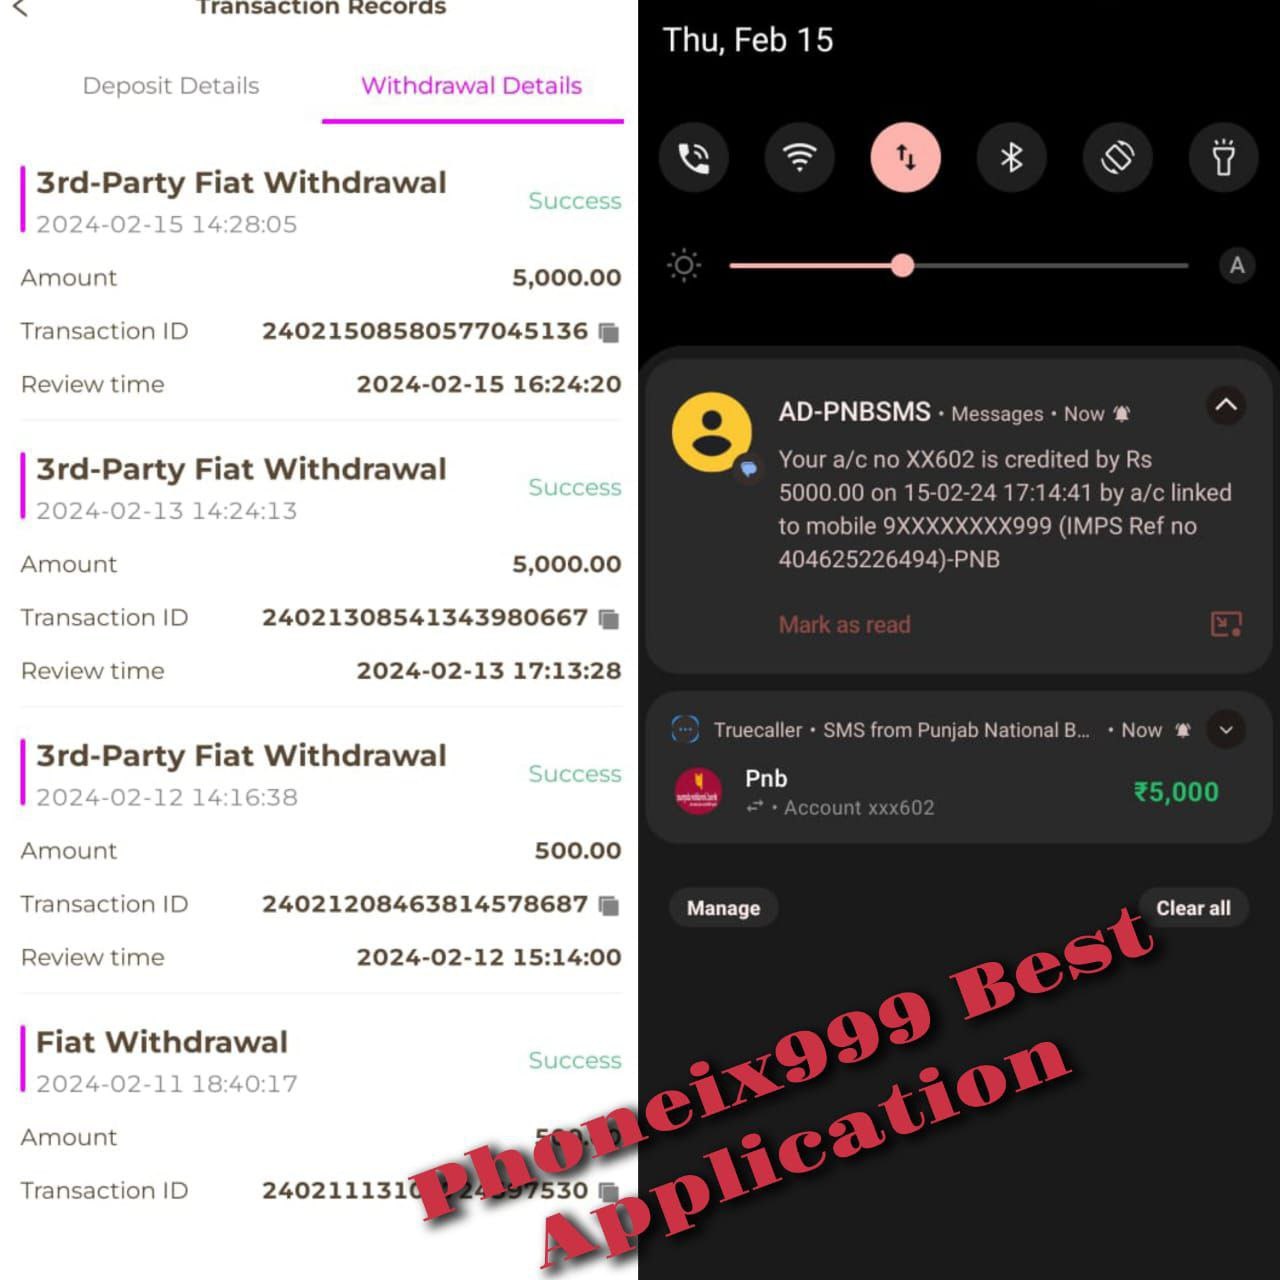 Transaction Records
Deposit Details
Withdrawal Details
3rd-Party Fiat Withdrawal
Success
2024-02-15 14:28:05
Amount
5,000.00
Transaction ID
24021508580577045136
Review time
2024-02-15 16:24:20
3rd-Party Fiat Withdrawal
Success
2024-02-13 14:24:13
Amount
5,000.00
Transaction ID
24021308541343980667
Review time
2024-02-13 17:13:28
3rd-Party Fiat Withdrawal
Success
2024-02-12 14:16:38
Amount
500.00
Transaction ID
24021208463814578687
Review time
2024-02-12 15:14:00
Fiat Withdrawal
Success
2024-02-11 18:40:17
Amount
Transaction ID
Thu, Feb 15
A
AD-PNBSMS • Messages • Now
Your a/c no XX602 is credited by Rs
5000.00 on 15-02-24 17:14:41 by a/c linked
to mobile 9XXXXXXXX999 (IMPS Ref no
404625226494)-PNB
Mark as read
Truecaller • SMS from Punjab National B... • Now
Pnb
• Account xxx602
₹5,000
Manage
Clear all
Phoneix999 Best
Application